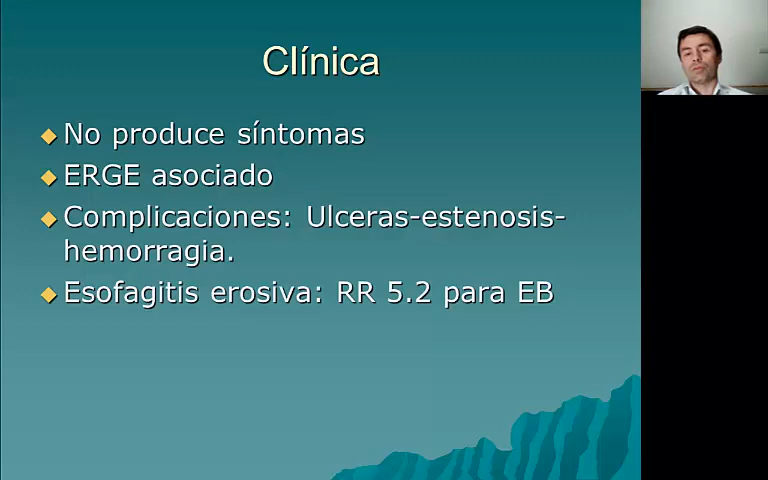 Clínica
No produce síntomas
ERGE asociado
Complicaciones: Ulceras-estenosis-
hemorragia.
Esofagitis erosiva: RR 5.2 para EB